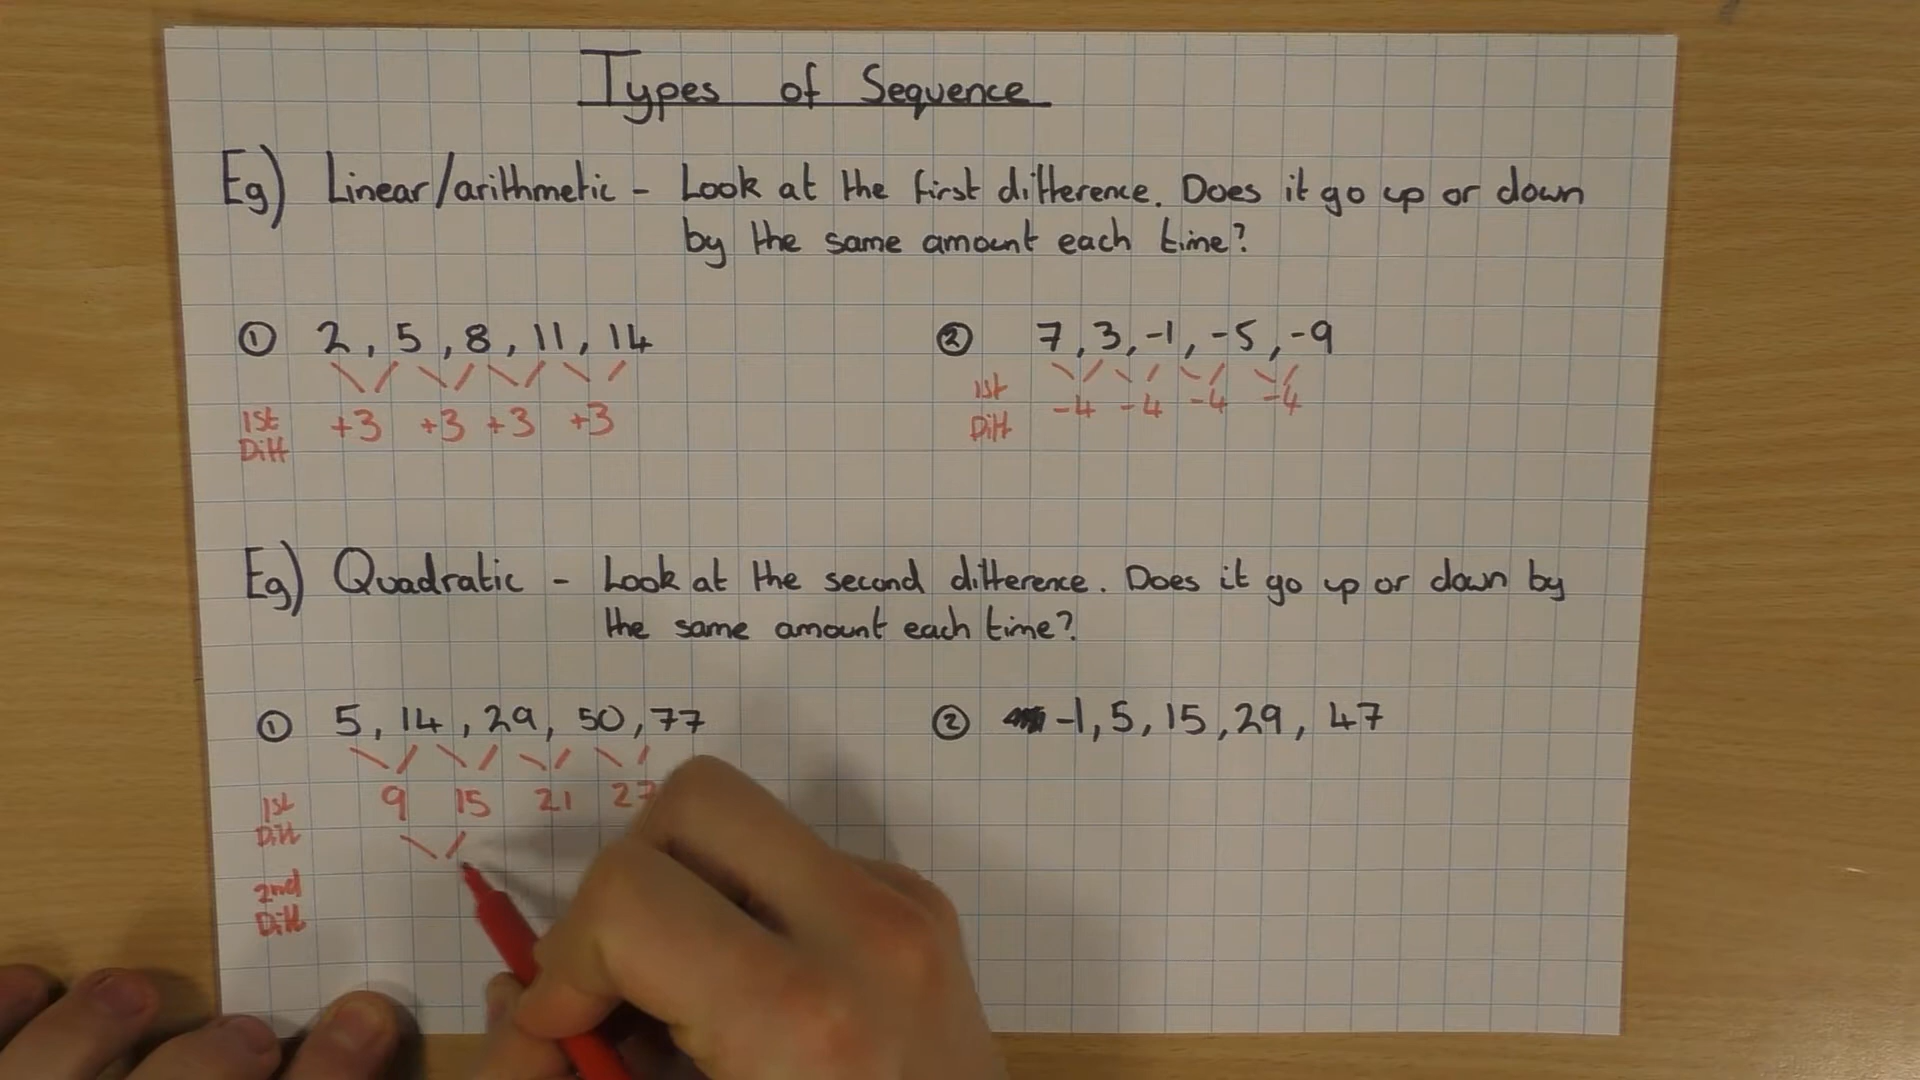 Types of Sequence
Eg) Linear/arithmetic - Look at the first difference. Does it go up or down
by the same amount each time?
① 2, 5, 8, 11, 14
1st Diff +3 +3 +3 +3
② 7, 3, -1, -5, -9
1st Diff -4 -4 -4 -4
Eg) Quadratic - Look at the second difference. Does it go up or down by
the same amount each time?
① 5, 14, 29, 50, 77
1st Diff 9 15 21 27
2nd Diff
② -1, 5, 15, 29, 47